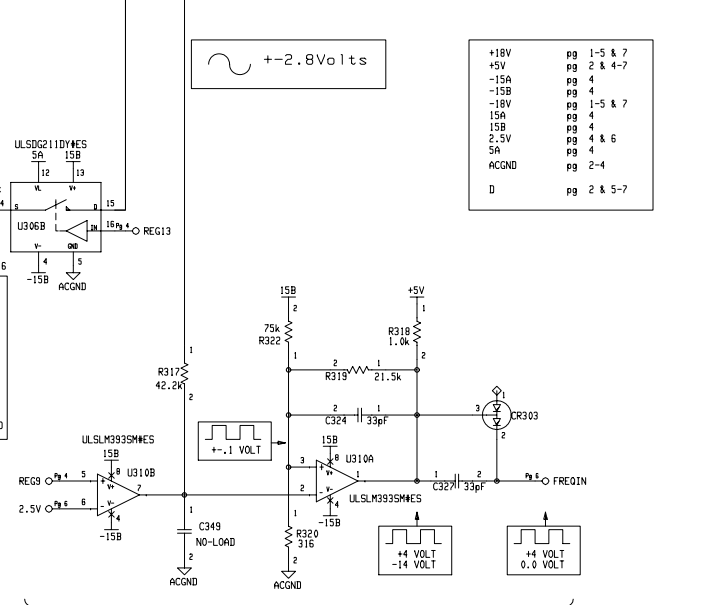 +-2.8Volts
+18V pg 1-5 & 7
+5V pg 2 & 4-7
-15A pg 4
-15B pg 4
-18V pg 1-5 & 7
15A pg 4
15B pg 4
2.5V pg 4 & 6
5A pg 4
ACGND pg 2-4
D pg 2 & 5-7
ULSDG211DY#ES
5A 15B
12 13
VL V+
4 S D 15
U306B
IN 16 Pg 4 REG13
V- GND
4 5
-15B
ACGND
6
15B +5V
2 1
75k
R322
R318
1.0k
1 2
1
R317
42.2k
2
2 1
R319 21.5k
2 1
C324 33pF
3 1
CR303
2
+-.1 VOLT
ULSLM393SM#ES
15B
8 U310B
REG9 Pg 4 5 + V+
7
2.5V Pg 6 6 - V-
4
-15B
15B
8 U310A
3 + V+
1
2 - V-
4
-15B
ULSLM393SM#ES
1 2
C327 33pF
Pg 6 FREQIN
1
C349
NO-LOAD
2
ACGND
1
R320
316
2
ACGND
+4 VOLT
-14 VOLT
+4 VOLT
0.0 VOLT